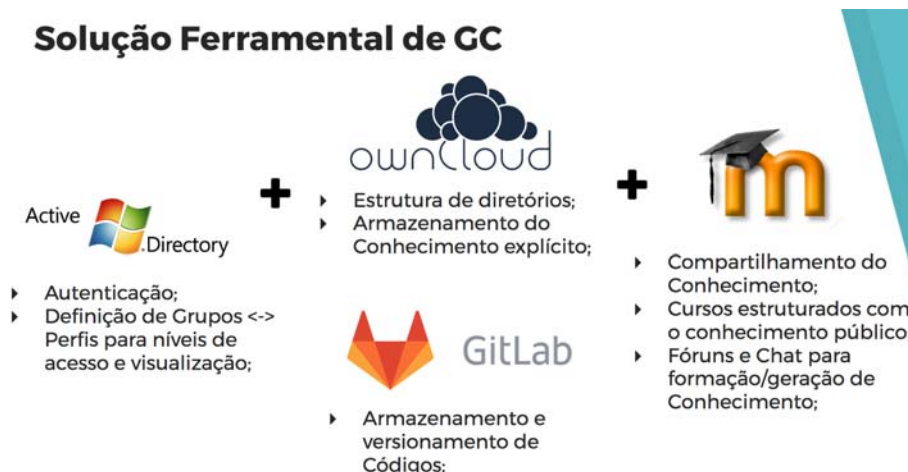 Solução Ferramental de GC
Active
.Directory
Autenticação;
Definição de Grupos <->
Perfis para níveis de
acesso e visualização;
+
ownCloud
Estrutura de diretórios;
Armazenamento do
Conhecimento explícito;
GitLab
Armazenamento e
versionamento de
Códigos;
+
m
Compartilhamento do
Conhecimento;
Cursos estruturados com
o conhecimento público
Fóruns e Chat para
formação/geração de
Conhecimento;